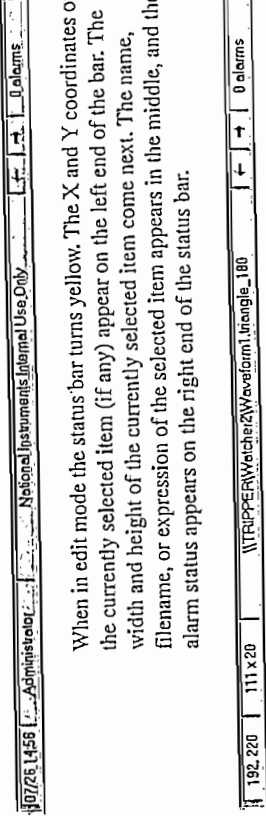 07/26 14:56 Administrator National Instruments Internal Use Only ← → 0 alarms
When in edit mode the status bar turns yellow. The X and Y coordinates o
the currently selected item (if any) appear on the left end of the bar. The
width and height of the currently selected item come next. The name,
filename, or expression of the selected item appears in the middle, and the
alarm status appears on the right end of the status bar.
192, 220 111 x 20 \\TRIPPER\Watcher2\Waveform1.triangle_180 ← → 0 alarms